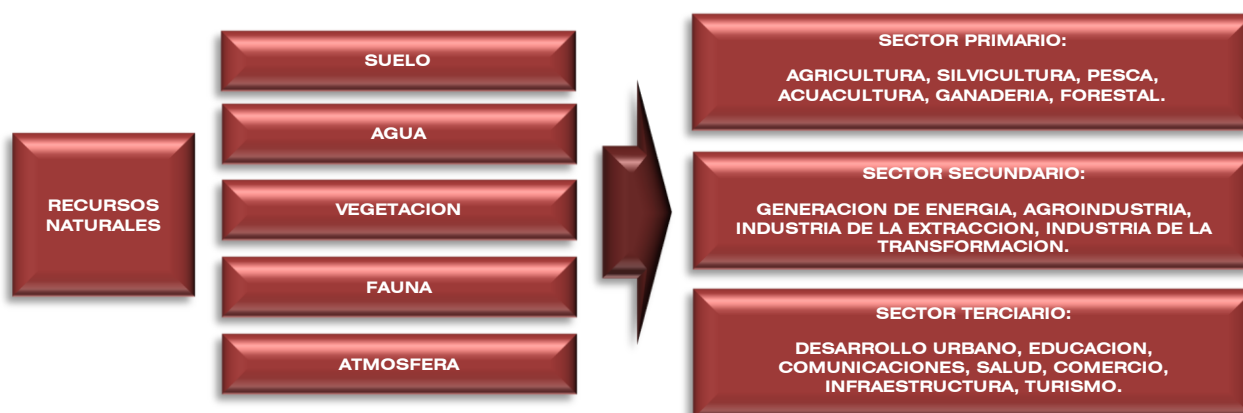 RECURSOS
NATURALES
SUELO
AGUA
VEGETACION
FAUNA
ATMOSFERA
SECTOR PRIMARIO:
AGRICULTURA, SILVICULTURA, PESCA,
ACUACULTURA, GANADERIA, FORESTAL.
SECTOR SECUNDARIO:
GENERACION DE ENERGIA, AGROINDUSTRIA,
INDUSTRIA DE LA EXTRACCION, INDUSTRIA DE LA
TRANSFORMACION.
SECTOR TERCIARIO:
DESARROLLO URBANO, EDUCACION,
COMUNICACIONES, SALUD, COMERCIO,
INFRAESTRUCTURA, TURISMO.